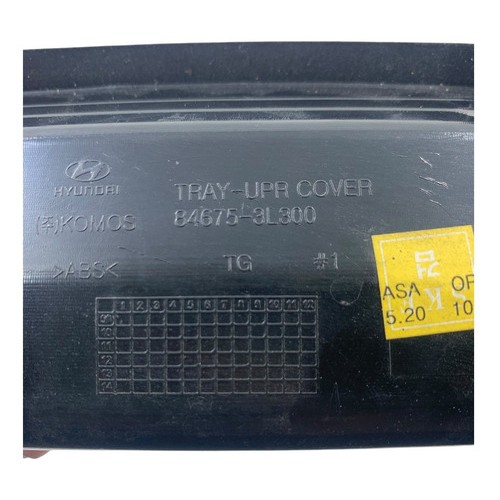 HYUNDAI
TRAY-UPR COVER
(주)KOMOS
84675-3L300
>ABS<
TG
#1
1 2 3 4 5 6 7 8 9 10 11 12
ASA OP
5.20 10